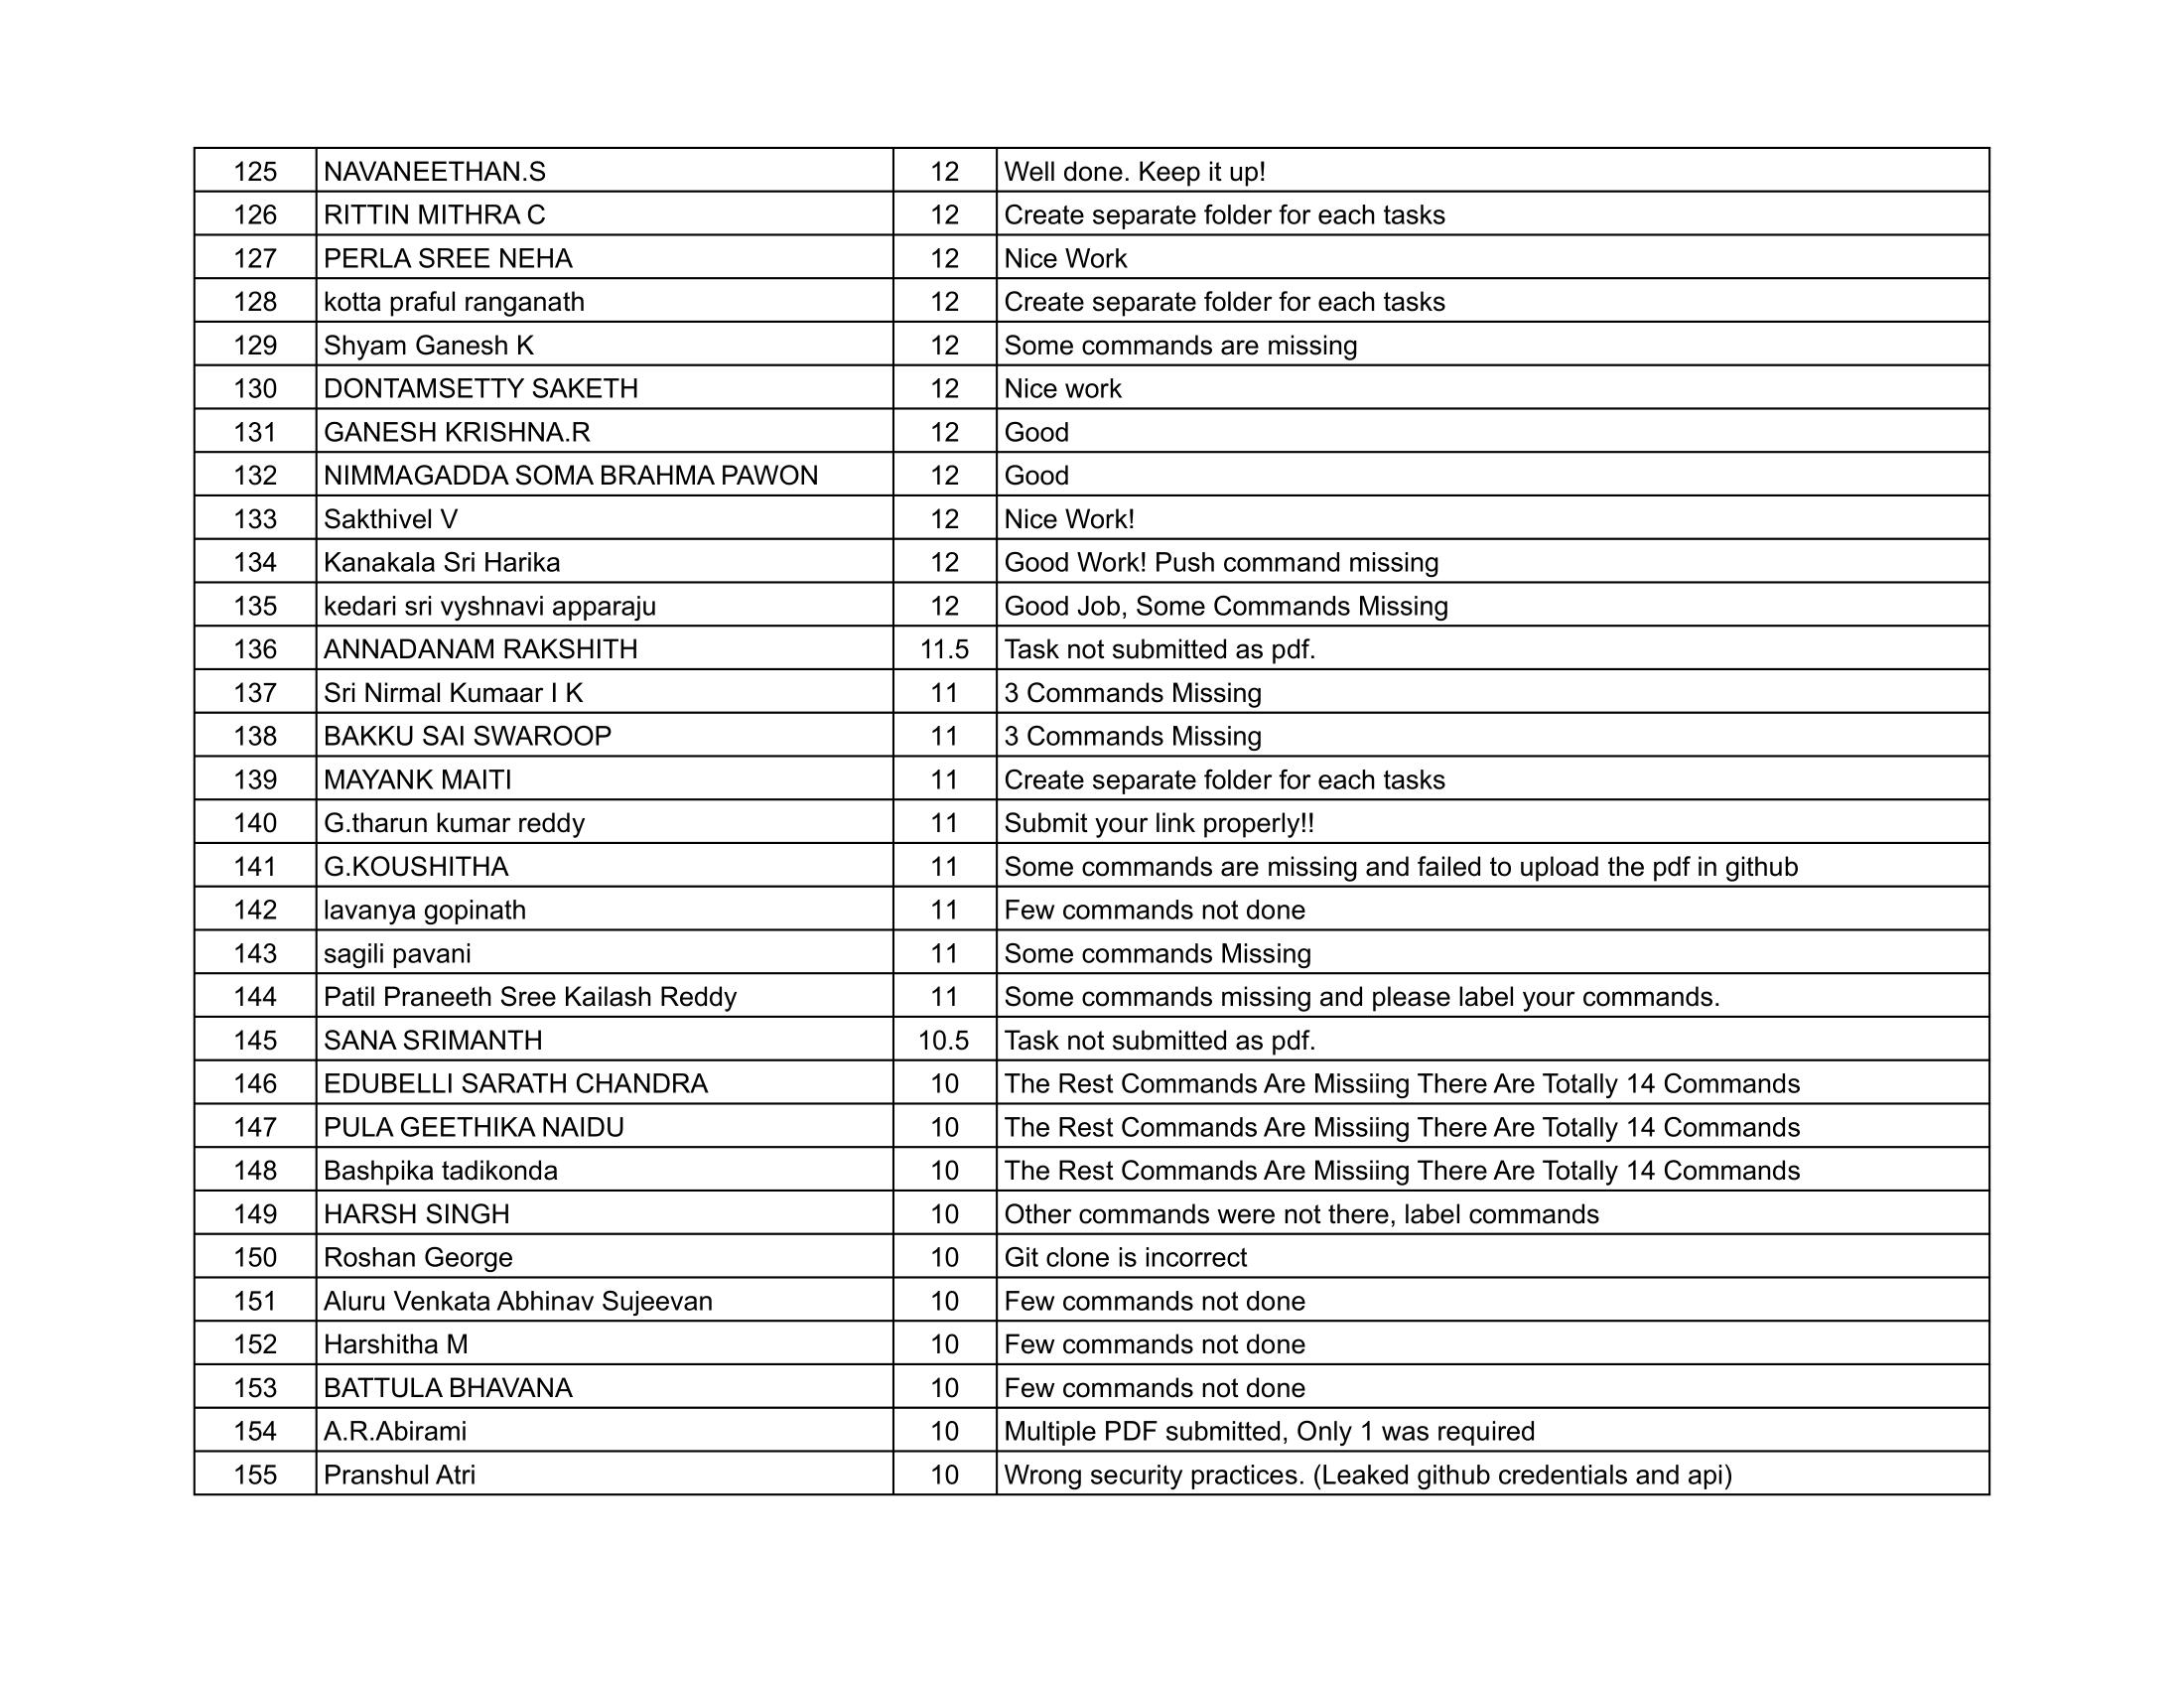 125 NAVANEETHAN.S 12 Well done. Keep it up!
126 RITTIN MITHRA C 12 Create separate folder for each tasks
127 PERLA SREE NEHA 12 Nice Work
128 kotta praful ranganath 12 Create separate folder for each tasks
129 Shyam Ganesh K 12 Some commands are missing
130 DONTAMSETTY SAKETH 12 Nice work
131 GANESH KRISHNA.R 12 Good
132 NIMMAGADDA SOMA BRAHMA PAWON 12 Good
133 Sakthivel V 12 Nice Work!
134 Kanakala Sri Harika 12 Good Work! Push command missing
135 kedari sri vyshnavi apparaju 12 Good Job, Some Commands Missing
136 ANNADANAM RAKSHITH 11.5 Task not submitted as pdf.
137 Sri Nirmal Kumaar I K 11 3 Commands Missing
138 BAKKU SAI SWAROOP 11 3 Commands Missing
139 MAYANK MAITI 11 Create separate folder for each tasks
140 G.tharun kumar reddy 11 Submit your link properly!!
141 G.KOUSHITHA 11 Some commands are missing and failed to upload the pdf in github
142 lavanya gopinath 11 Few commands not done
143 sagili pavani 11 Some commands Missing
144 Patil Praneeth Sree Kailash Reddy 11 Some commands missing and please label your commands.
145 SANA SRIMANTH 10.5 Task not submitted as pdf.
146 EDUBELLI SARATH CHANDRA 10 The Rest Commands Are Missiing There Are Totally 14 Commands
147 PULA GEETHIKA NAIDU 10 The Rest Commands Are Missiing There Are Totally 14 Commands
148 Bashpika tadikonda 10 The Rest Commands Are Missiing There Are Totally 14 Commands
149 HARSH SINGH 10 Other commands were not there, label commands
150 Roshan George 10 Git clone is incorrect
151 Aluru Venkata Abhinav Sujeevan 10 Few commands not done
152 Harshitha M 10 Few commands not done
153 BATTULA BHAVANA 10 Few commands not done
154 A.R.Abirami 10 Multiple PDF submitted, Only 1 was required
155 Pranshul Atri 10 Wrong security practices. (Leaked github credentials and api)